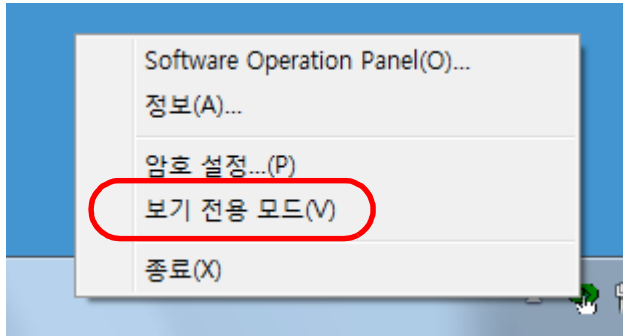 Software Operation Panel(O)...
정보(A)...
암호 설정...(P)
보기 전용 모드(V)
종료(X)